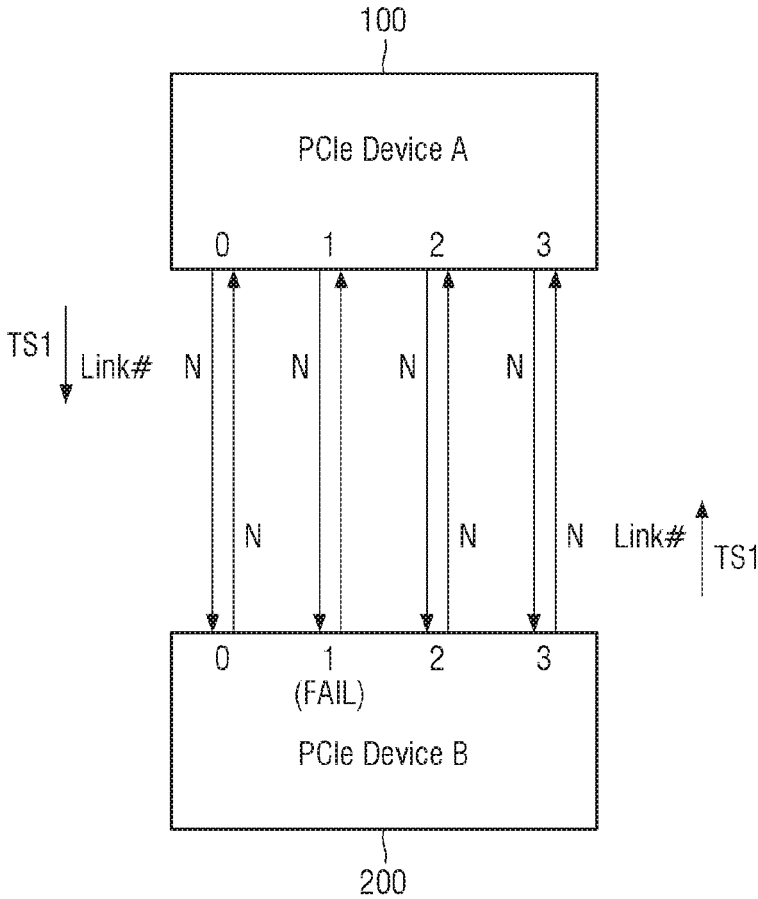 100
PCIe Device A
0 1 2 3
TS1 Link# N N N N
N N N Link# TS1
0 1 2 3
(FAIL)
PCIe Device B
200